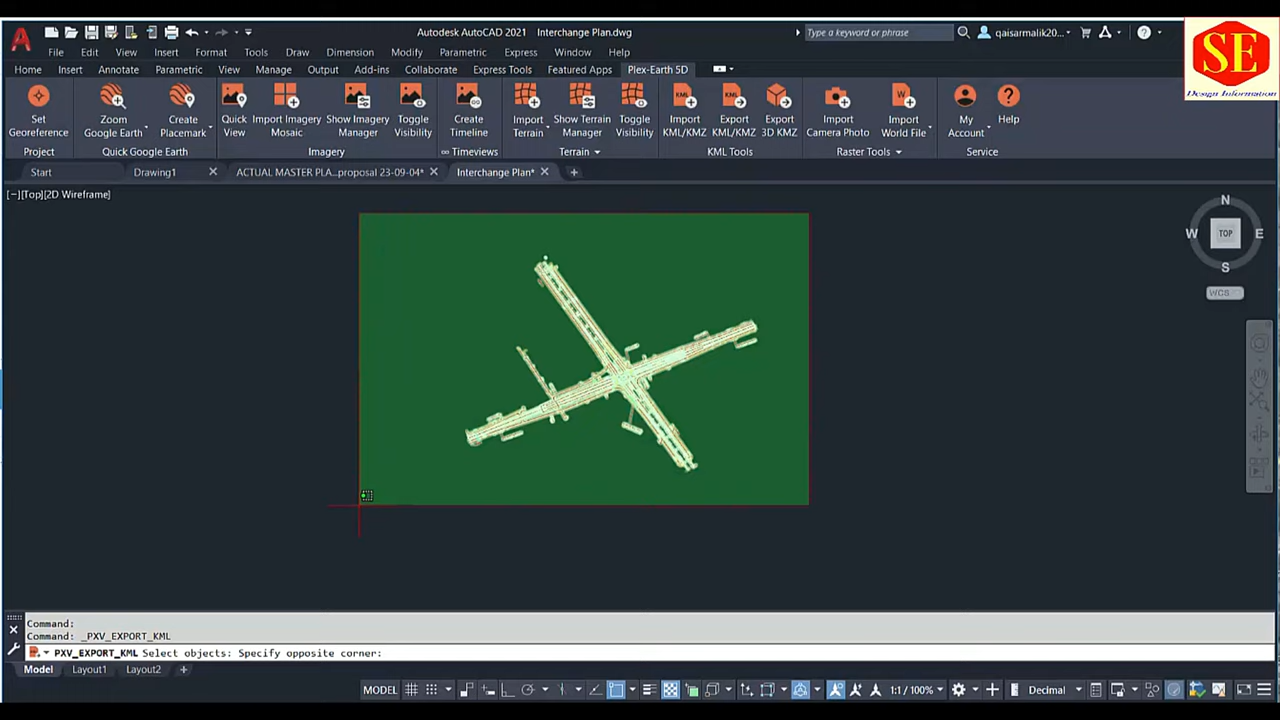 Autodesk AutoCAD 2021 Interchange Plan.dwg
Type a keyword or phrase
qaisarmalik20...
SE
Design Information
File Edit View Insert Format Tools Draw Dimension Modify Parametric Express Window Help
Home Insert Annotate Parametric View Manage Output Add-ins Collaborate Express Tools Featured Apps Plex-Earth 5D
Set Georeference
Zoom Google Earth
Create Placemark
Quick View
Import Imagery Mosaic
Show Imagery Manager
Toggle Visibility
Create Timeline
Import Terrain
Show Terrain Manager
Toggle Visibility
Import KML/KMZ
Export KML/KMZ
Export 3D KMZ
Import Camera Photo
Import World File
My Account
Help
Project Quick Google Earth Imagery Timeviews Terrain KML Tools Raster Tools Service
Start Drawing1 ACTUAL MASTER PLA...proposal 23-09-04* Interchange Plan*
[−][Top][2D Wireframe]
N
W TOP E
S
WCS
Command:
Command: _PXV_EXPORT_KML
PXV_EXPORT_KML Select objects: Specify opposite corner:
Model Layout1 Layout2 +
MODEL 1:1 / 100% Decimal